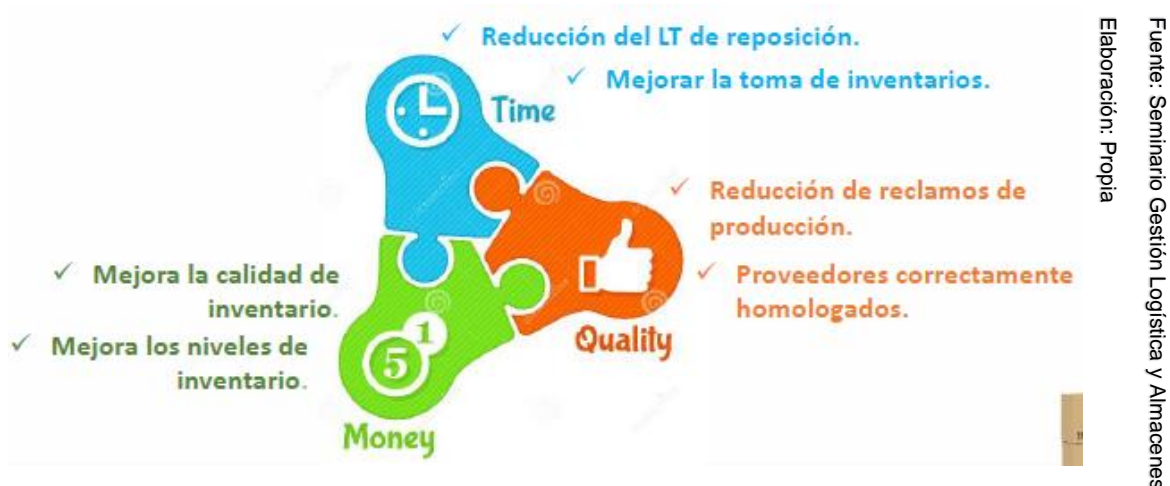 ✓ Reducción del LT de reposición.
✓ Mejorar la toma de inventarios.
Time
✓ Reducción de reclamos de
producción.
✓ Proveedores correctamente
homologados.
Quality
✓ Mejora la calidad de
inventario.
✓ Mejora los niveles de
inventario.
5
1
Money
Fuente: Seminario Gestión Logística y Almacenes
Elaboración: Propia